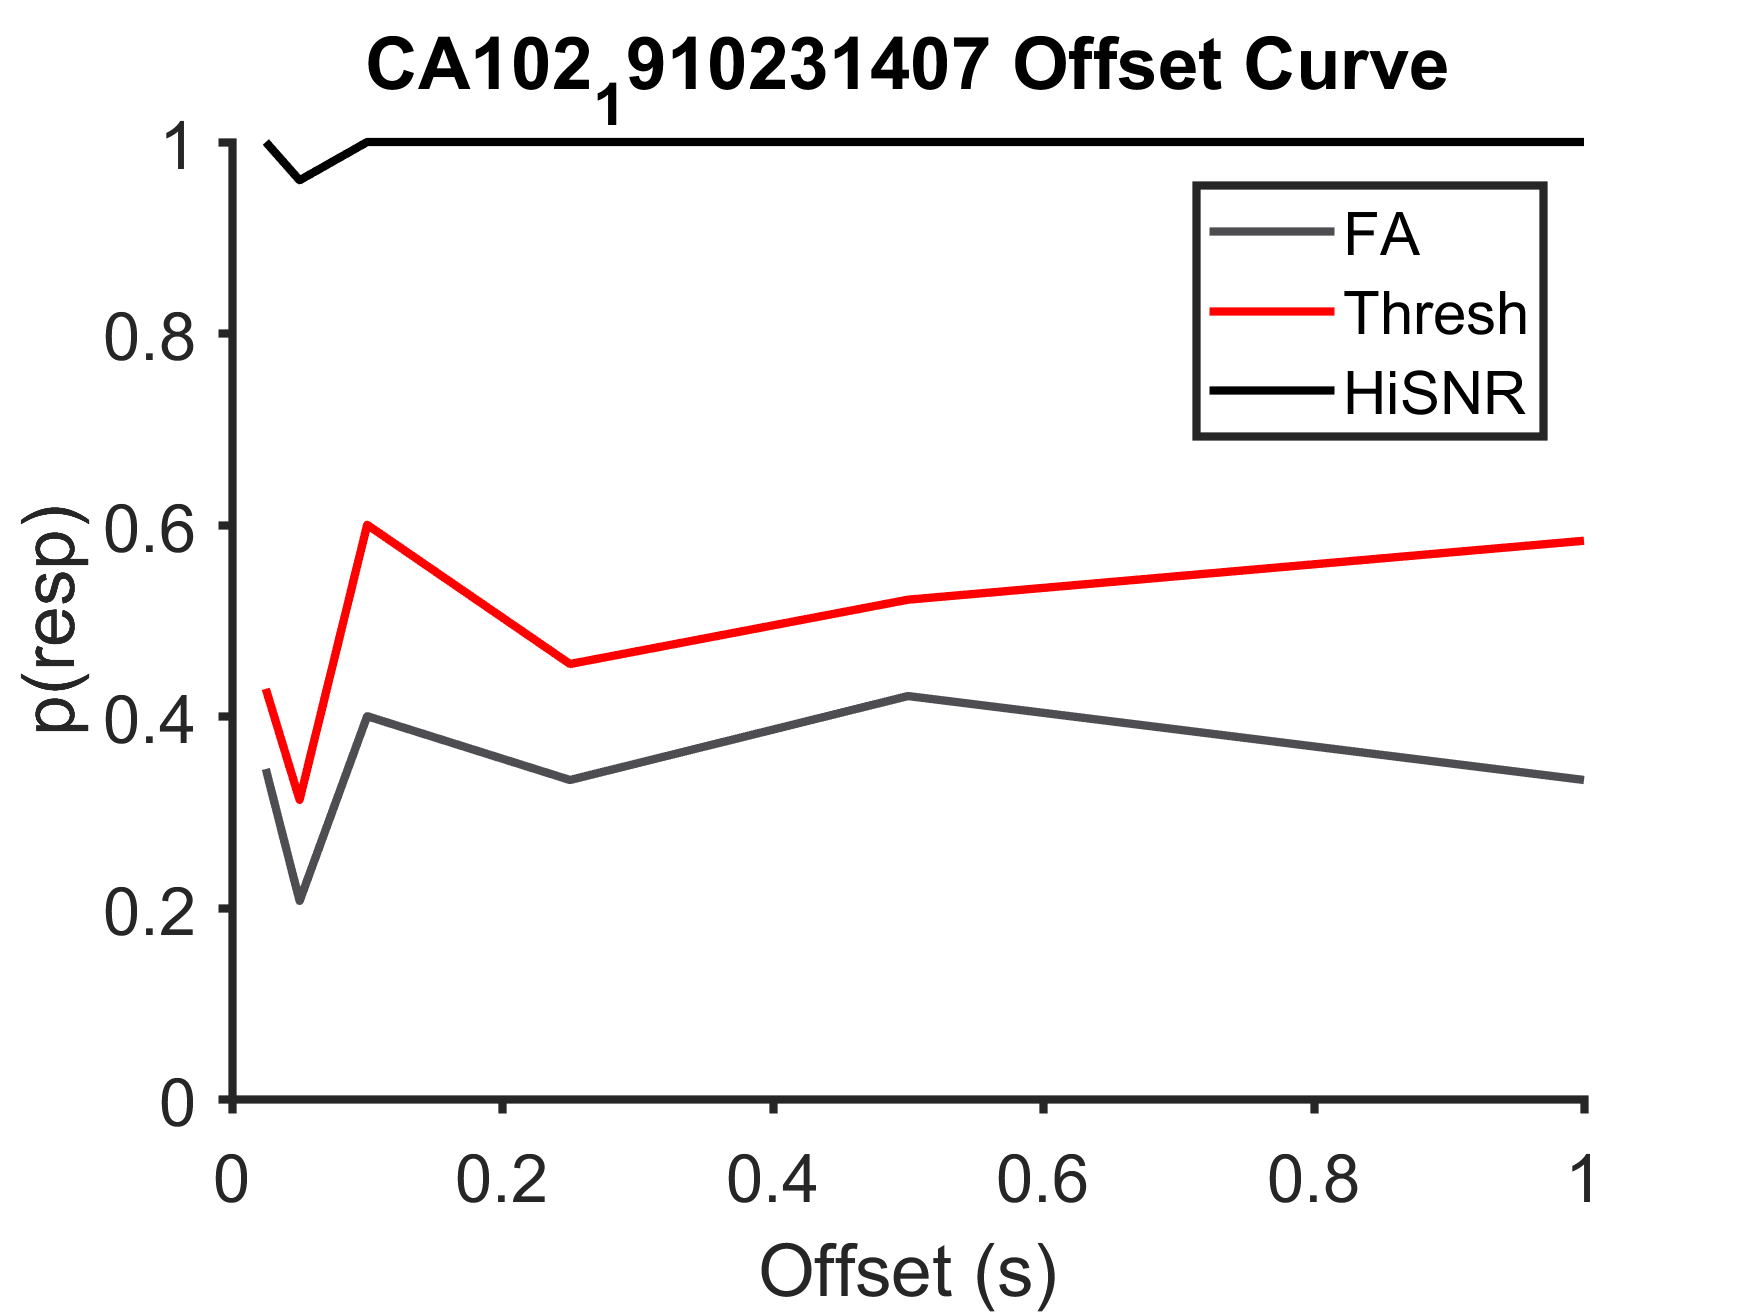 CA102₁910231407 Offset Curve
1
0.8
0.6
0.4
0.2
0
p(resp)
FA
Thresh
HiSNR
0 0.2 0.4 0.6 0.8 1
Offset (s)